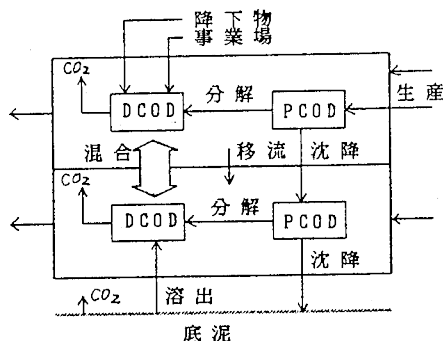 降下物
事業場
CO2
DCOD
分解
PCOD
生産
混合
移流
沈降
CO2
DCOD
分解
PCOD
沈降
CO2
溶出
底泥